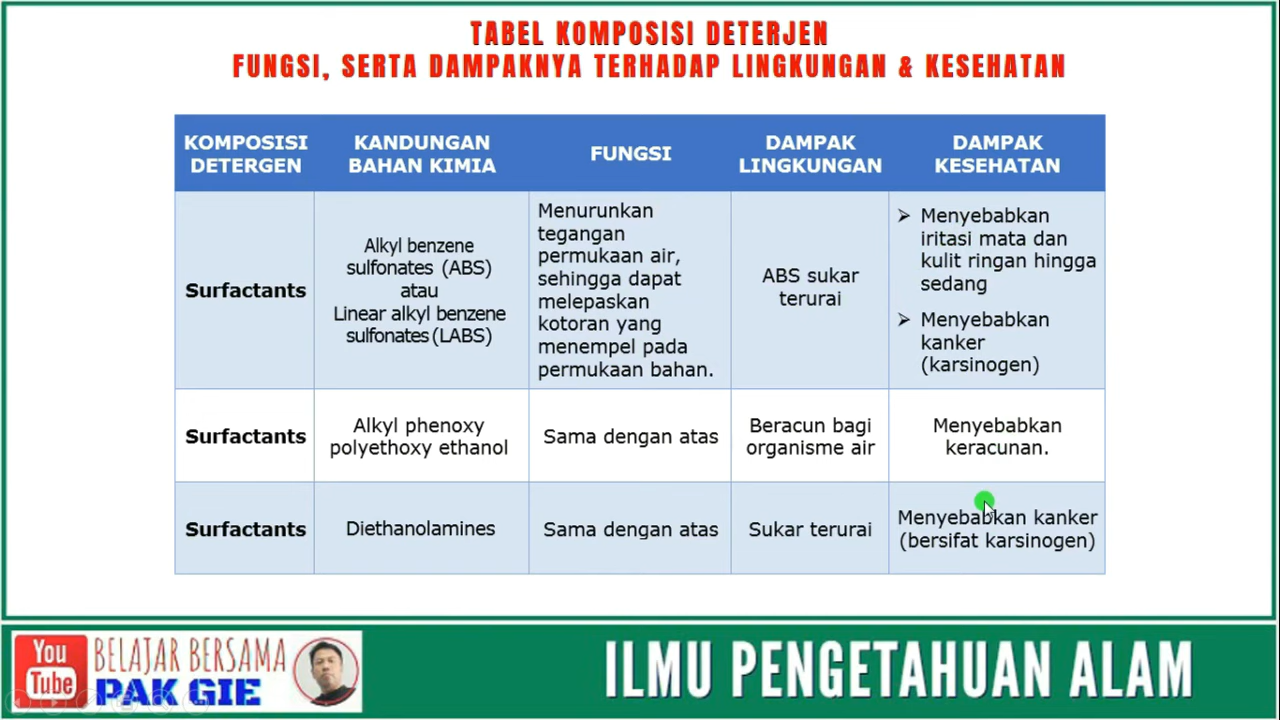 TABEL KOMPOSISI DETERJEN
FUNGSI, SERTA DAMPAKNYA TERHADAP LINGKUNGAN & KESEHATAN
KOMPOSISI
DETERGEN
KANDUNGAN
BAHAN KIMIA
FUNGSI
DAMPAK
LINGKUNGAN
DAMPAK
KESEHATAN
Surfactants
Alkyl benzene
sulfonates (ABS)
atau
Linear alkyl benzene
sulfonates (LABS)
Menurunkan
tegangan
permukaan air,
sehingga dapat
melepaskan
kotoran yang
menempel pada
permukaan bahan.
ABS sukar
terurai
➢ Menyebabkan
iritasi mata dan
kulit ringan hingga
sedang
➢ Menyebabkan
kanker
(karsinogen)
Surfactants
Alkyl phenoxy
polyethoxy ethanol
Sama dengan atas
Beracun bagi
organisme air
Menyebabkan
keracunan.
Surfactants
Diethanolamines
Sama dengan atas
Sukar terurai
Menyebabkan kanker
(bersifat karsinogen)
You
Tube
BELAJAR BERSAMA
PAK GIE
ILMU PENGETAHUAN ALAM